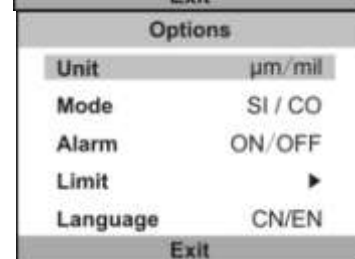 Exit
Options
Unit µm/mil
Mode SI / CO
Alarm ON/OFF
Limit ▶
Language CN/EN
Exit